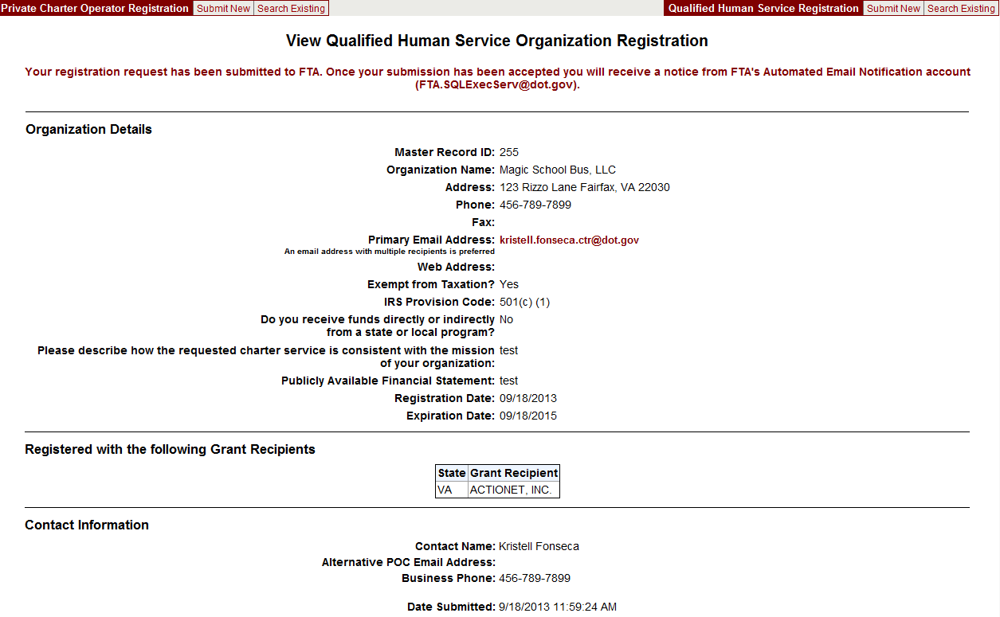 Private Charter Operator Registration Submit New Search Existing Qualified Human Service Registration Submit New Search Existing
View Qualified Human Service Organization Registration
Your registration request has been submitted to FTA. Once your submission has been accepted you will receive a notice from FTA's Automated Email Notification account
(FTA.SQLExecServ@dot.gov).
Organization Details
Master Record ID: 255
Organization Name: Magic School Bus, LLC
Address: 123 Rizzo Lane Fairfax, VA 22030
Phone: 456-789-7899
Fax:
Primary Email Address: kristell.fonseca.ctr@dot.gov
An email address with multiple recipients is preferred
Web Address:
Exempt from Taxation? Yes
IRS Provision Code: 501(c) (1)
Do you receive funds directly or indirectly No
from a state or local program?
Please describe how the requested charter service is consistent with the mission test
of your organization:
Publicly Available Financial Statement: test
Registration Date: 09/18/2013
Expiration Date: 09/18/2015
Registered with the following Grant Recipients
State Grant Recipient
VA ACTIONET, INC.
Contact Information
Contact Name: Kristell Fonseca
Alternative POC Email Address:
Business Phone: 456-789-7899
Date Submitted: 9/18/2013 11:59:24 AM